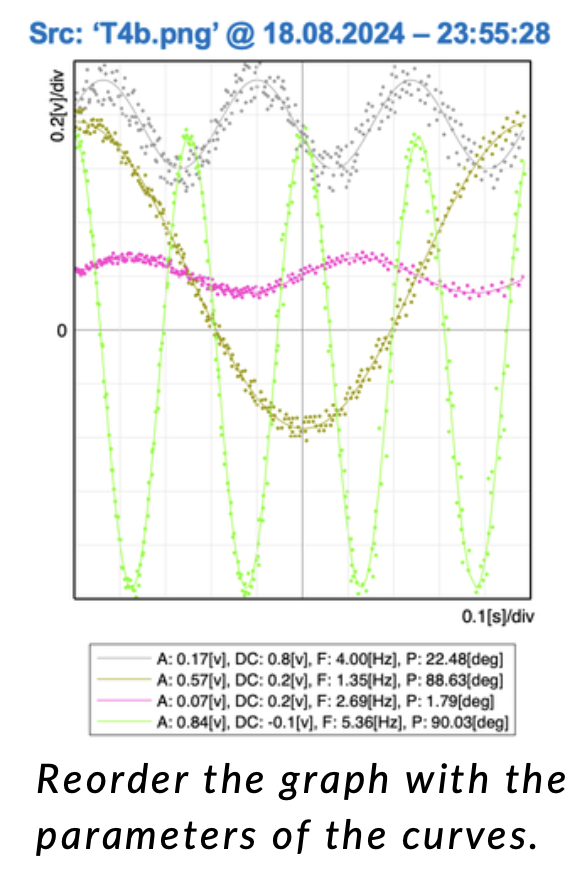 Src: ‘T4b.png’ @ 18.08.2024 – 23:55:28
0.2[v]/div
0
0.1[s]/div
A: 0.17[v], DC: 0.8[v], F: 4.00[Hz], P: 22.48[deg]
A: 0.57[v], DC: 0.2[v], F: 1.35[Hz], P: 88.63[deg]
A: 0.07[v], DC: 0.2[v], F: 2.69[Hz], P: 1.79[deg]
A: 0.84[v], DC: -0.1[v], F: 5.36[Hz], P: 90.03[deg]
Reorder the graph with the
parameters of the curves.